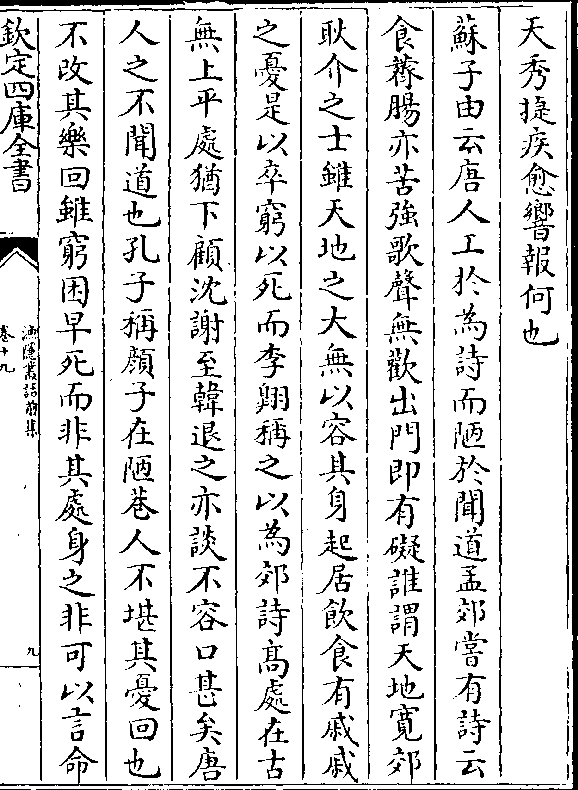 天秀捷疾愈響報何也
蘇子由云唐人工於為詩而陋於聞道孟郊嘗有詩云
食薺腸亦苦強歌聲無歡出門即有礙誰謂天地寛郊
耿介之士雖天地之大無以容其身起居飲食有戚戚
之憂是以卒窮以死而李翺稱之以為郊詩髙處在古
無上平處猶下顧沈謝至韓退之亦談不容口甚矣唐
人之不聞道也孔子稱顔子在陋巷人不堪其憂回也
不改其樂回雖窮困早死而非其處身之非可以言命
欽定四庫全書
漁隱叢話前集
卷十九
九